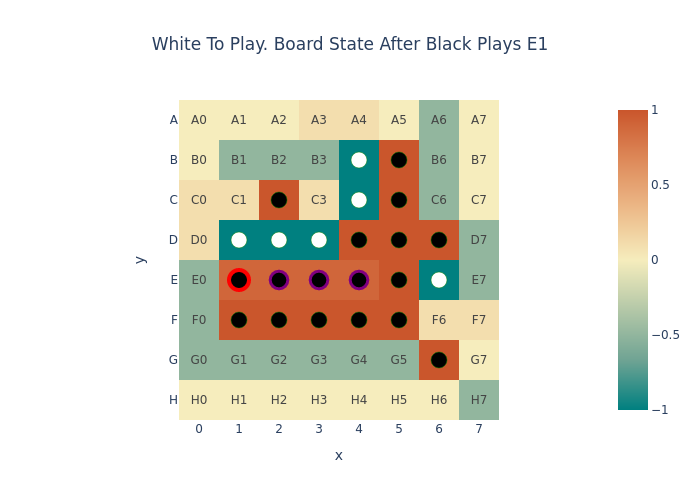 White To Play. Board State After Black Plays E1
A A0 A1 A2 A3 A4 A5 A6 A7
B B0 B1 B2 B3 B6 B7
C C0 C1 C3 C6 C7
D D0 D7
E E0 E7
F F0 F6 F7
G G0 G1 G2 G3 G4 G5 G7
H H0 H1 H2 H3 H4 H5 H6 H7
0 1 2 3 4 5 6 7
x
y
1
0.5
0
−0.5
−1